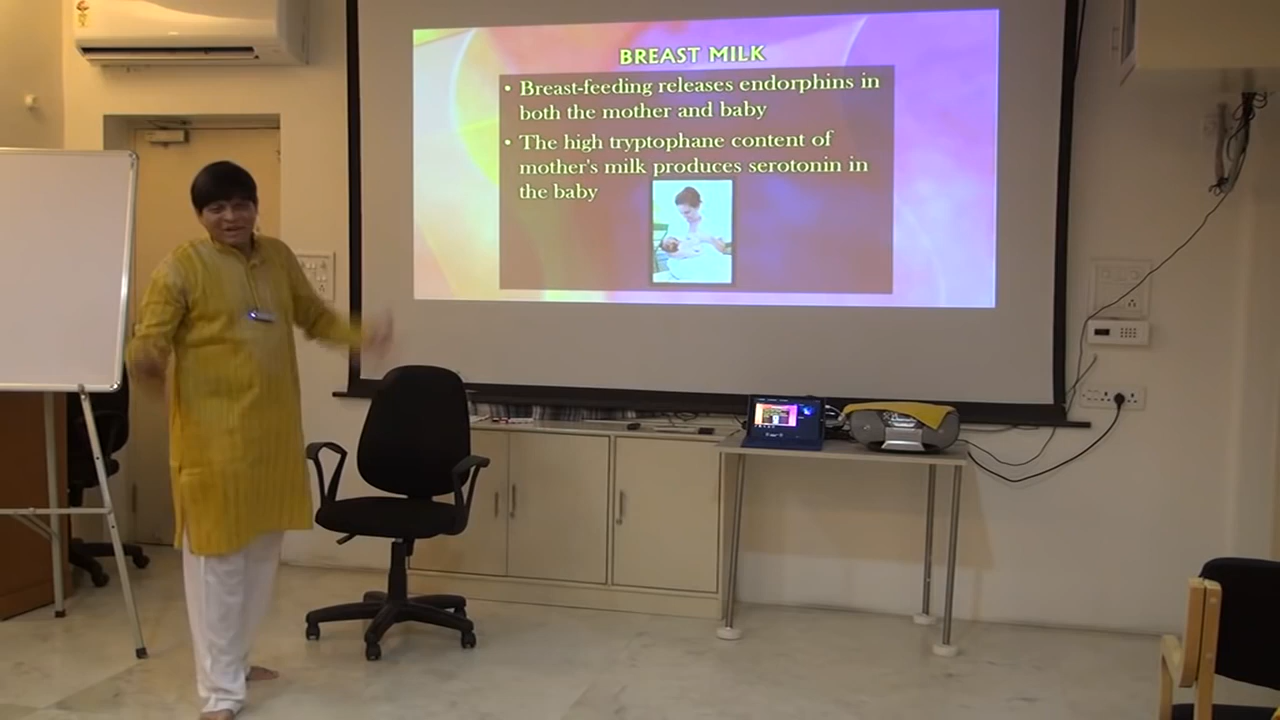 BREAST MILK
• Breast-feeding releases endorphins in
both the mother and baby
• The high tryptophane content of
mother's milk produces serotonin in
the baby